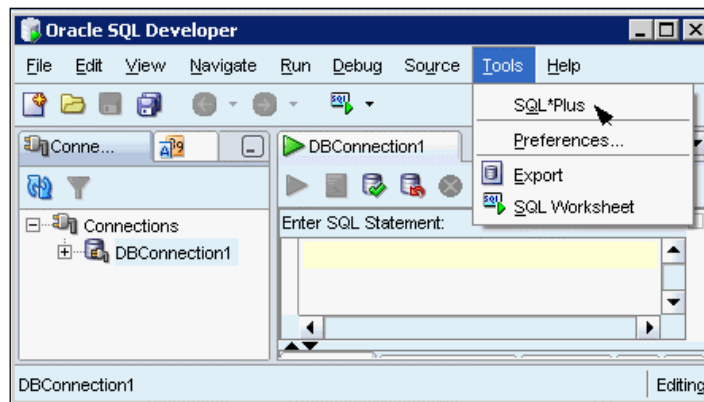 Oracle SQL Developer
File Edit View Navigate Run Debug Source Tools Help
SQL
SQL*Plus
Preferences...
Export
SQL Worksheet
Conne...
DBConnection1
Enter SQL Statement:
Connections
DBConnection1
DBConnection1
Editing